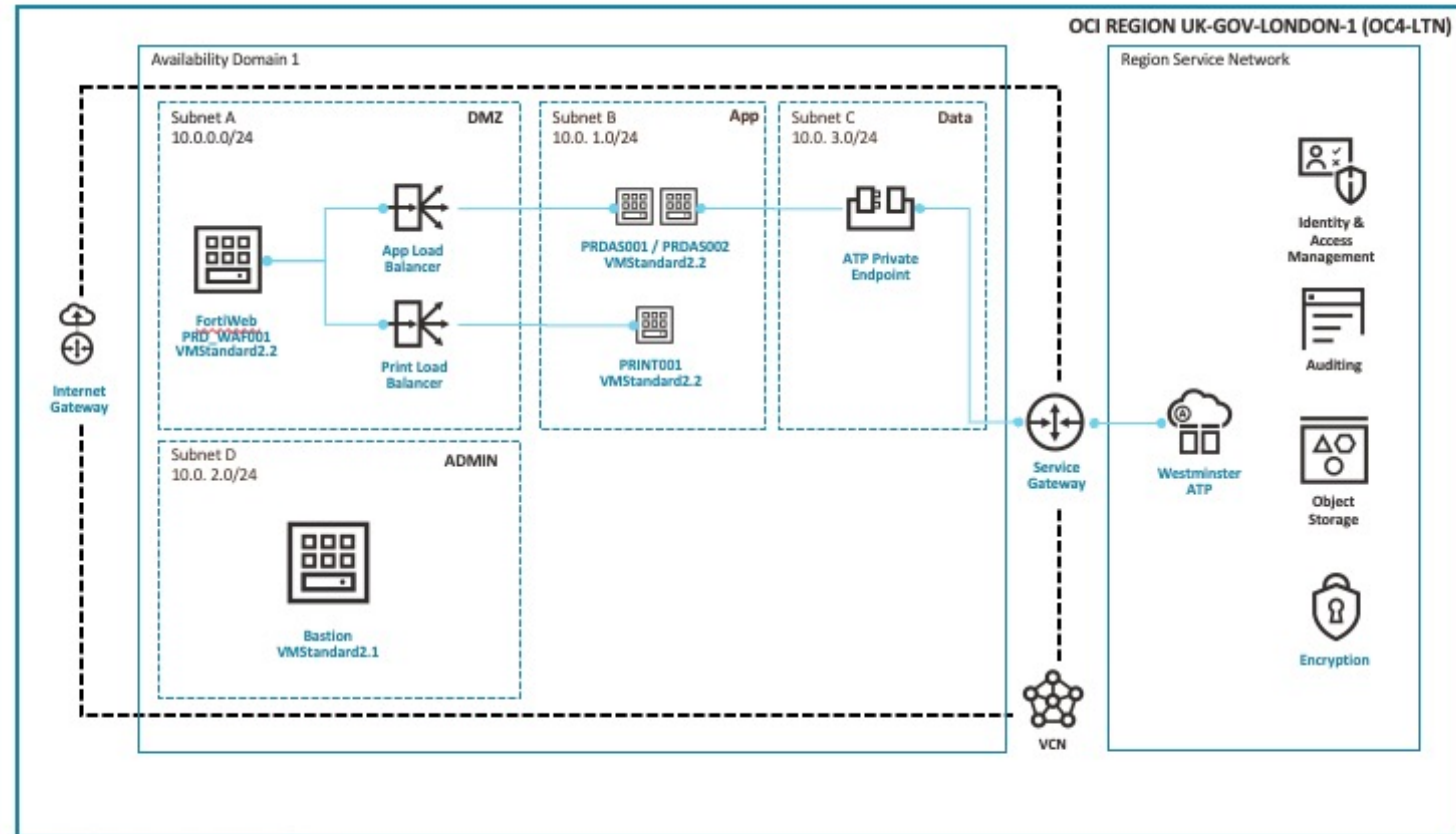 OCI REGION UK-GOV-LONDON-1 (OC4-LTN)
Availability Domain 1
Region Service Network
Subnet A
DMZ
10.0.0.0/24
Subnet B
App
10.0. 1.0/24
Subnet C
Data
10.0. 3.0/24
App Load
Balancer
PRDAS001 / PRDAS002
VMStandard2.2
ATP Private
Endpoint
Identity &
Access
Management
FortiWeb
PRD_WAF001
VMStandard2.2
Print Load
Balancer
PRINT001
VMStandard2.2
Auditing
Internet
Gateway
Subnet D
ADMIN
10.0. 2.0/24
Service
Gateway
A
Westminster
ATP
Object
Storage
Bastion
VMStandard2.1
Encryption
VCN